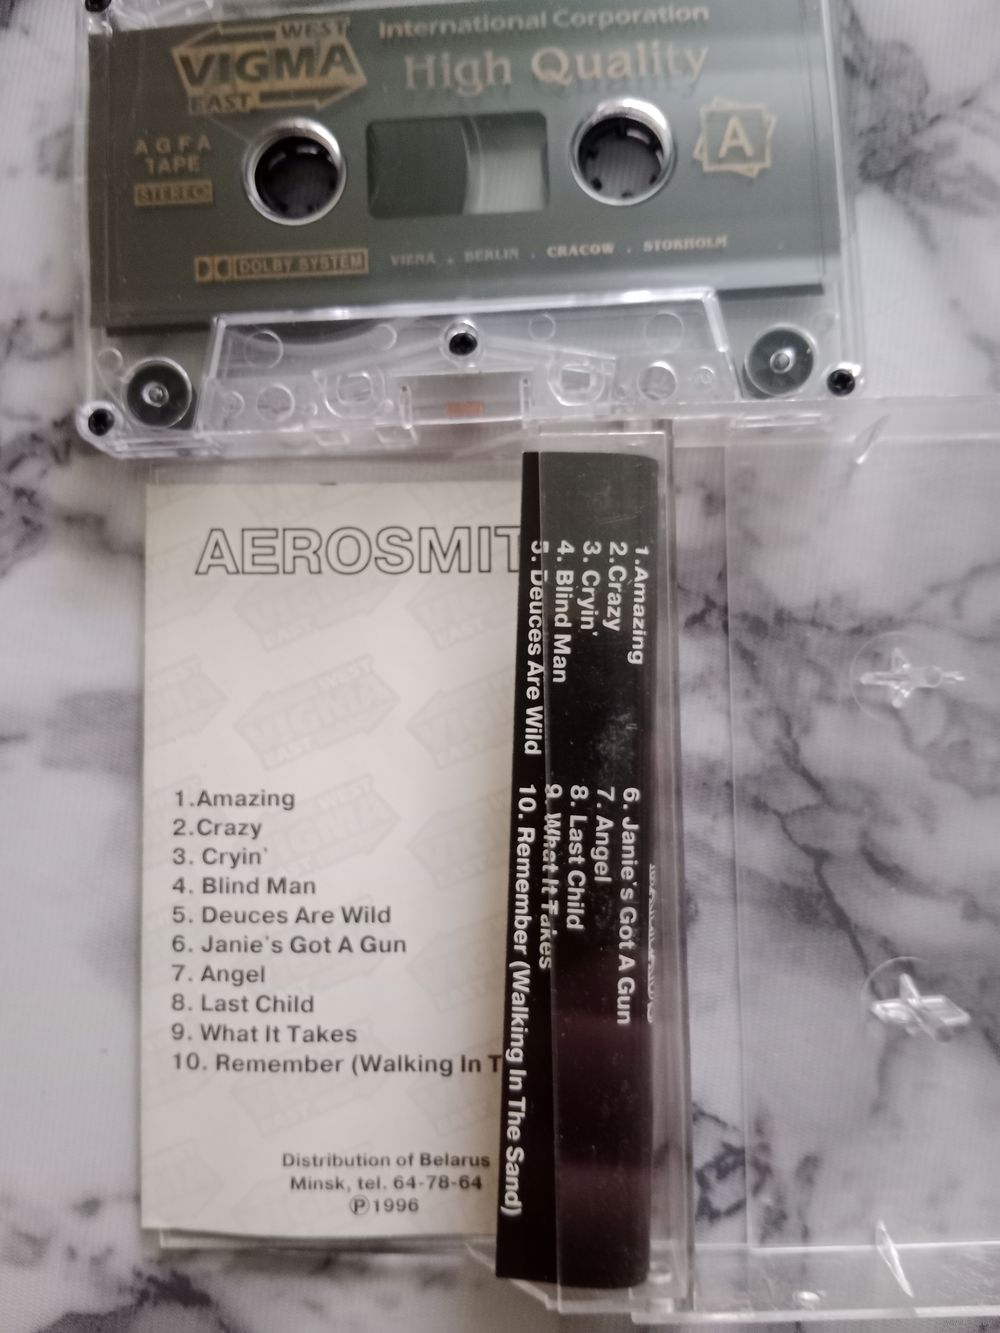 WEST
VIGMA
EAST
International Corporation
High Quality
AGFA
TAPE
STEREO
A
DOLBY SYSTEM
VIENA . BERLIN . CRACOW . STOKHOLM
AEROSMIT
1.Amazing
2.Crazy
3. Cryin'
4. Blind Man
5. Deuces Are Wild
6. Janie's Got A Gun
7. Angel
8. Last Child
9. What It Takes
10. Remember (Walking In T
Distribution of Belarus
Minsk, tel. 64-78-64
Ⓟ1996
1.Amazing
2.Crazy
3. Cryin'
4. Blind Man
5. Deuces Are Wild
6. Janie's Got A Gun
7. Angel
8. Last Child
9. What It Takes
10. Remember (Walking In The Sand)